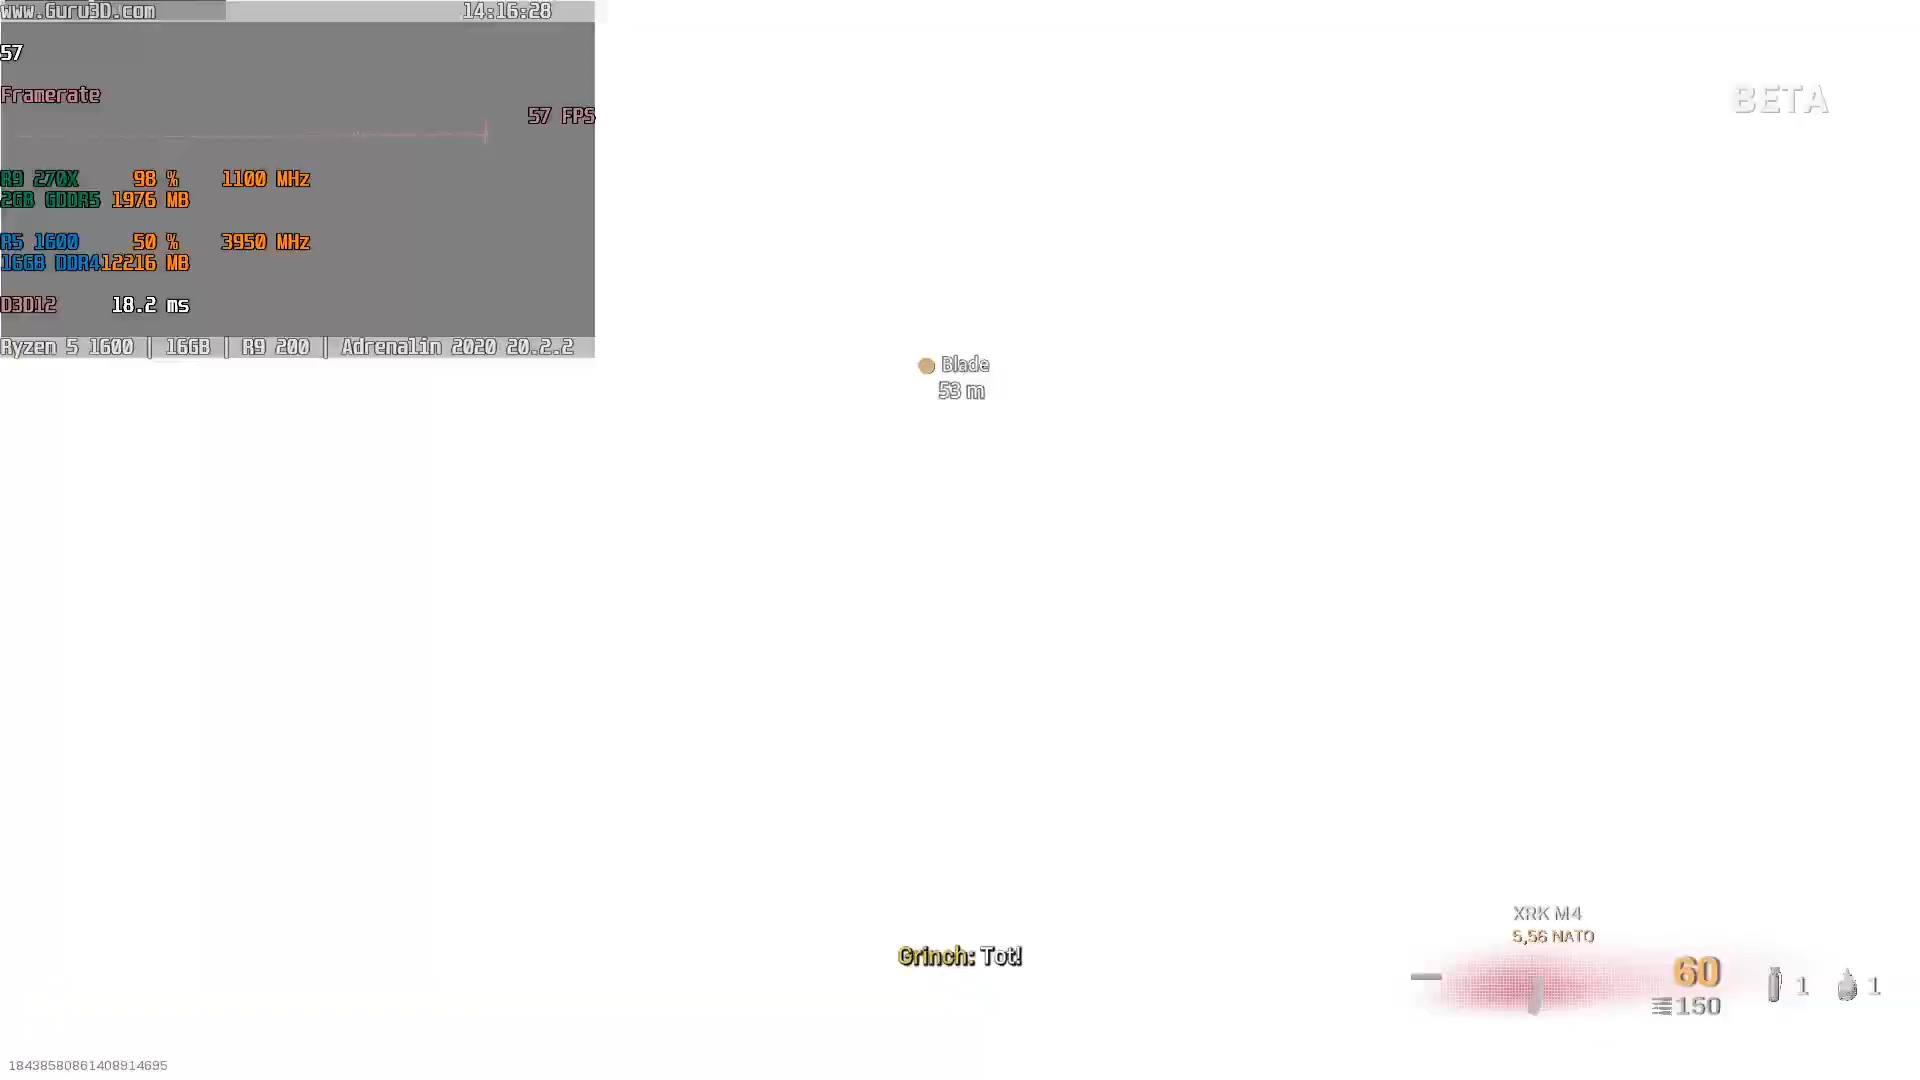 www.Guru3D.com 14:16:28
57
Framerate
57 FPS
R9 270X 98 % 1100 MHz
2GB GDDR5 1976 MB
R5 1600 50 % 3950 MHz
16GB DDR4 12216 MB
D3D12 18.2 ms
Ryzen 5 1600 | 16GB | R9 200 | Adrenalin 2020 20.2.2
BETA
Blade
53 m
Grinch: Tot!
XRK M4
5,56 NATO
60
150
1 1
18438580861408914695